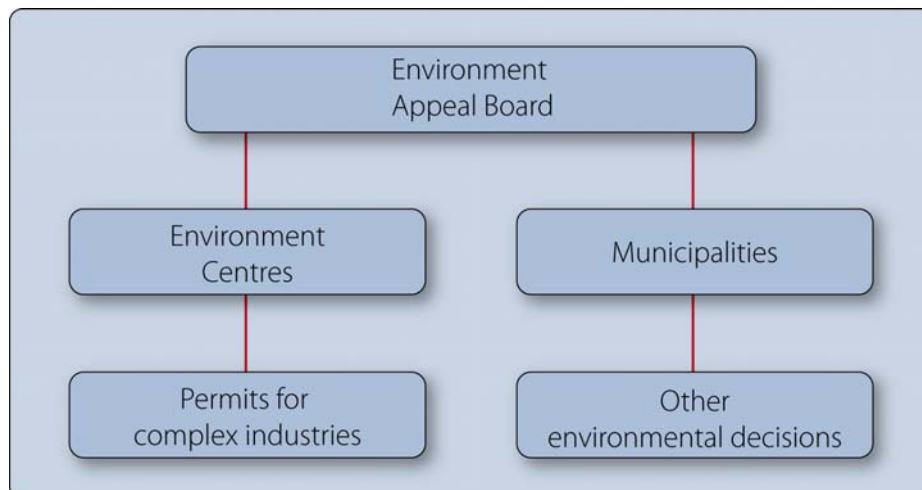 Environment
Appeal Board
Environment
Centres
Municipalities
Permits for
complex industries
Other
environmental decisions